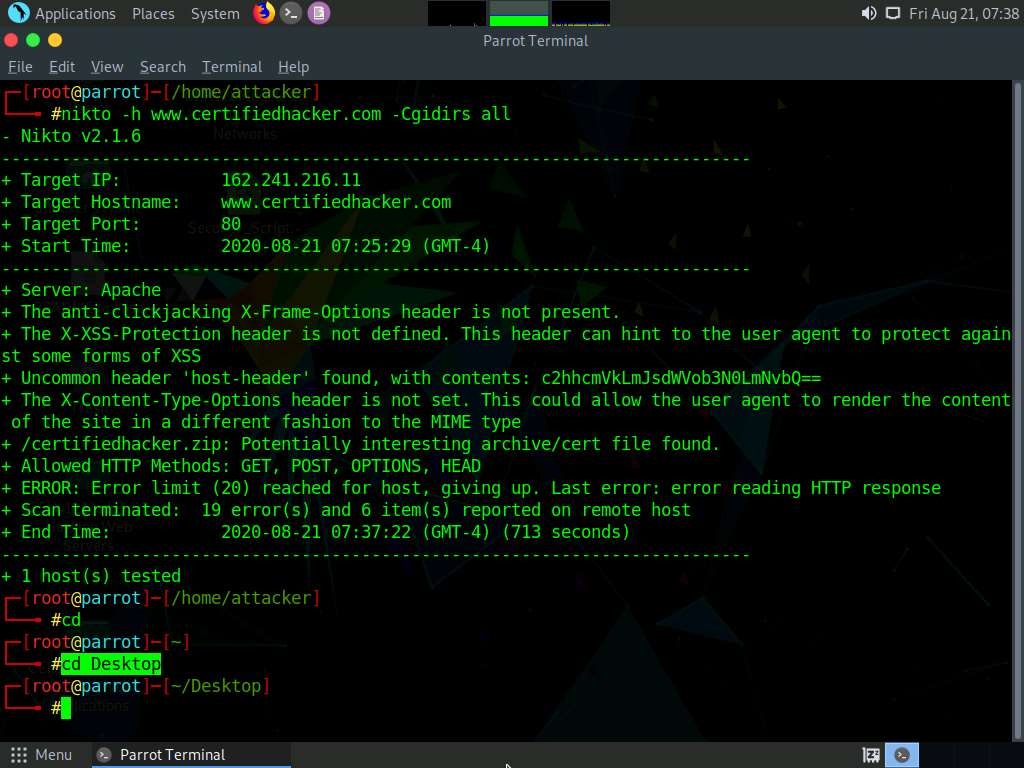 Applications Places System Fri Aug 21, 07:38
Parrot Terminal
File Edit View Search Terminal Help
[root@parrot]-[/home/attacker]
#nikto -h www.certifiedhacker.com -Cgidirs all
- Nikto v2.1.6
---------------------------------------------------------------------------
+ Target IP: 162.241.216.11
+ Target Hostname: www.certifiedhacker.com
+ Target Port: 80
+ Start Time: 2020-08-21 07:25:29 (GMT-4)
---------------------------------------------------------------------------
+ Server: Apache
+ The anti-clickjacking X-Frame-Options header is not present.
+ The X-XSS-Protection header is not defined. This header can hint to the user agent to protect again
st some forms of XSS
+ Uncommon header 'host-header' found, with contents: c2hhcmVkLmJsdWVob3N0LmNvbQ==
+ The X-Content-Type-Options header is not set. This could allow the user agent to render the content
of the site in a different fashion to the MIME type
+ /certifiedhacker.zip: Potentially interesting archive/cert file found.
+ Allowed HTTP Methods: GET, POST, OPTIONS, HEAD
+ ERROR: Error limit (20) reached for host, giving up. Last error: error reading HTTP response
+ Scan terminated: 19 error(s) and 6 item(s) reported on remote host
+ End Time: 2020-08-21 07:37:22 (GMT-4) (713 seconds)
---------------------------------------------------------------------------
+ 1 host(s) tested
[root@parrot]-[/home/attacker]
#cd
[root@parrot]-[~]
#cd Desktop
[root@parrot]-[~/Desktop]
#
Menu Parrot Terminal